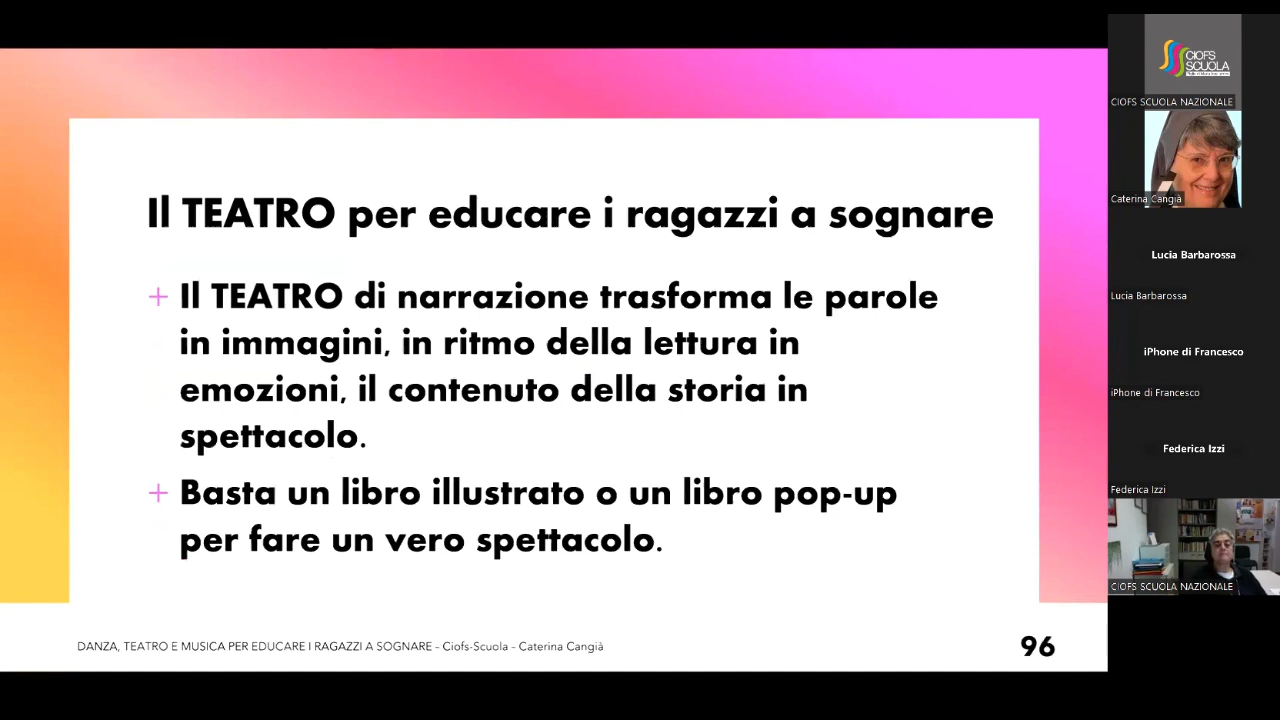 Il TEATRO per educare i ragazzi a sognare
+ Il TEATRO di narrazione trasforma le parole
in immagini, in ritmo della lettura in
emozioni, il contenuto della storia in
spettacolo.
+ Basta un libro illustrato o un libro pop-up
per fare un vero spettacolo.
DANZA, TEATRO E MUSICA PER EDUCARE I RAGAZZI A SOGNARE – Ciofs-Scuola – Caterina Cangià
96
CIOFS
SCUOLA
CIOFS SCUOLA NAZIONALE
Caterina Cangià
Lucia Barbarossa
Lucia Barbarossa
iPhone di Francesco
iPhone di Francesco
Federica Izzi
Federica Izzi
CIOFS SCUOLA NAZIONALE